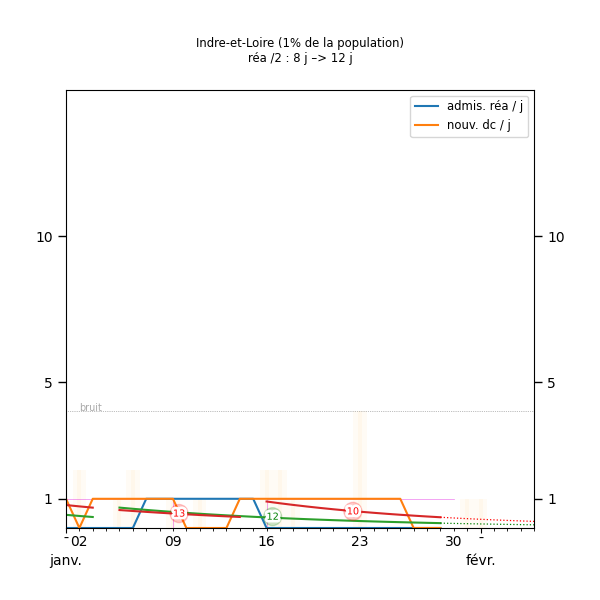 Indre-et-Loire (1% de la population)
réa /2 : 8 j –> 12 j
admis. réa / j
nouv. dc / j
10 10
5 5
bruit
1 1
13 12 10
- 02 09 16 23 30 -
janv. févr.